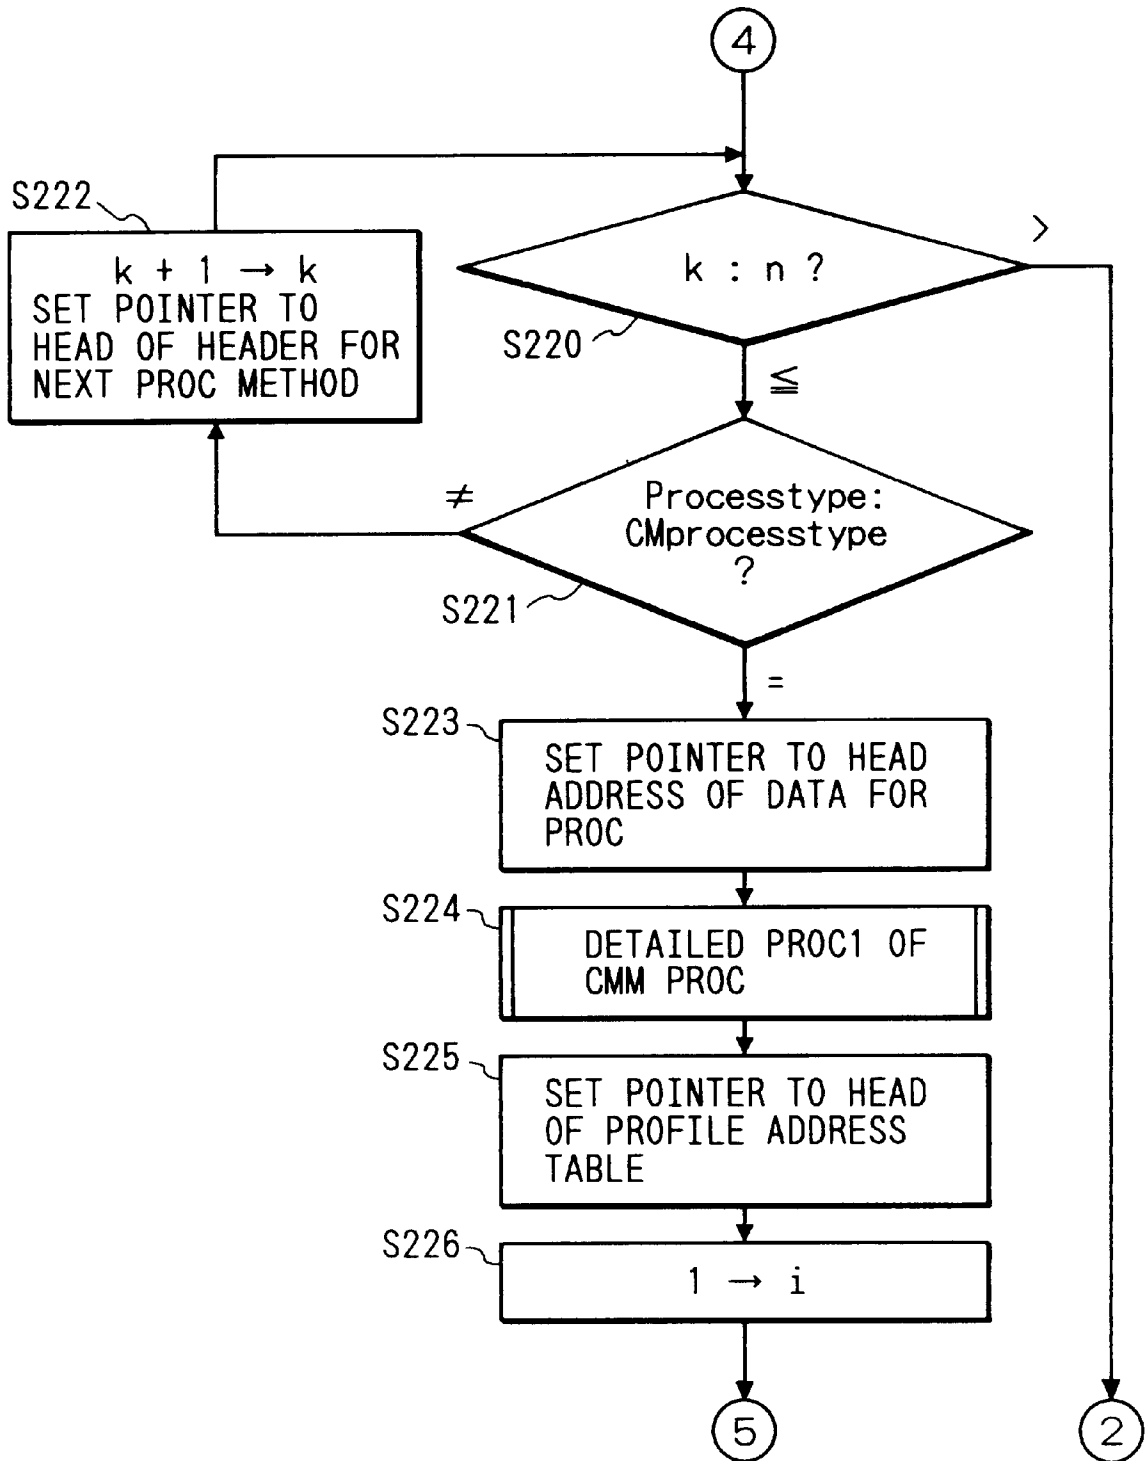 4
S222
k + 1 → k
SET POINTER TO
HEAD OF HEADER FOR
NEXT PROC METHOD
k : n ?
>
S220
≦
≠
Processtype:
CMprocesstype
?
S221
=
S223
SET POINTER TO HEAD
ADDRESS OF DATA FOR
PROC
S224
DETAILED PROC1 OF
CMM PROC
S225
SET POINTER TO HEAD
OF PROFILE ADDRESS
TABLE
S226
1 → i
5
2